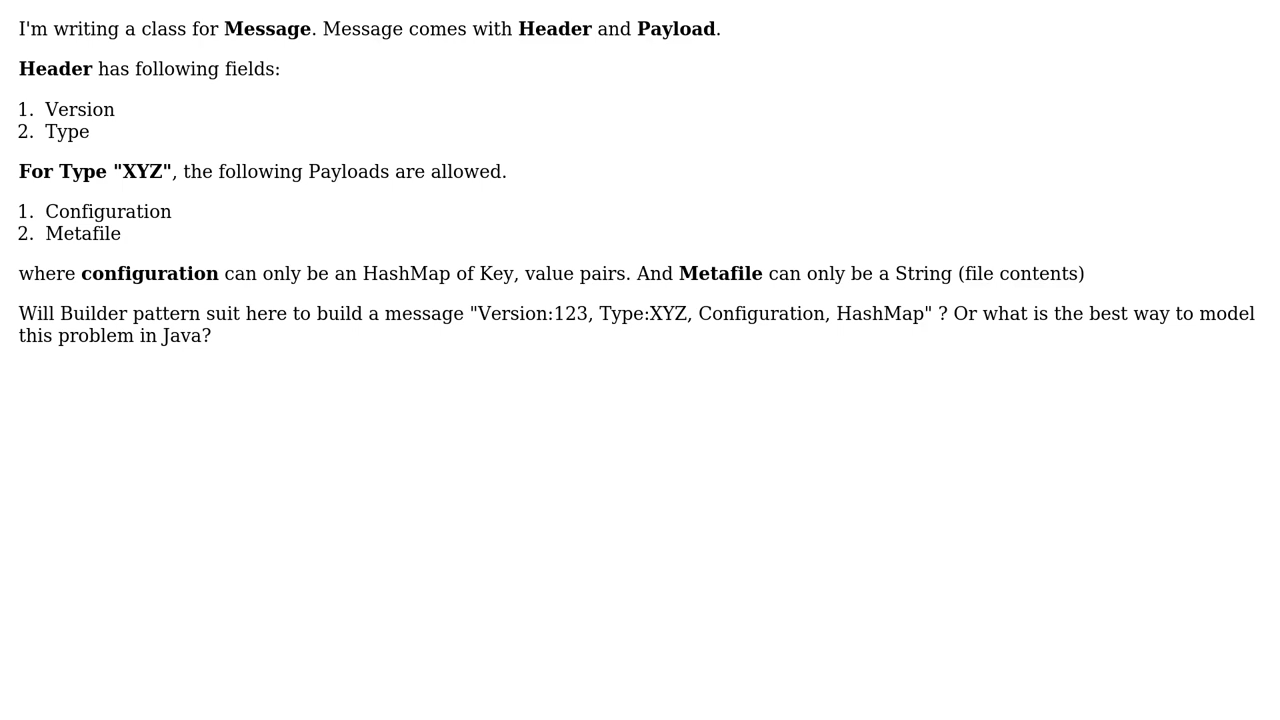 I'm writing a class for Message. Message comes with Header and Payload.
Header has following fields:
1. Version
2. Type
For Type "XYZ", the following Payloads are allowed.
1. Configuration
2. Metafile
where configuration can only be an HashMap of Key, value pairs. And Metafile can only be a String (file contents)
Will Builder pattern suit here to build a message "Version:123, Type:XYZ, Configuration, HashMap" ? Or what is the best way to model
this problem in Java?